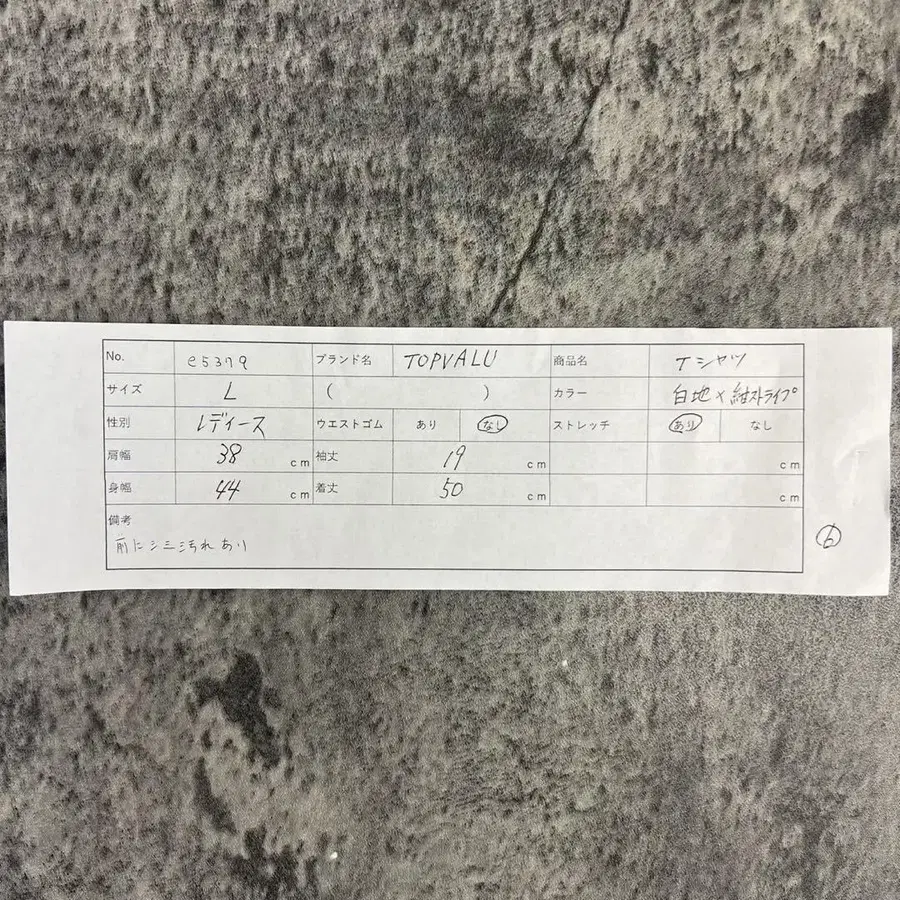 No. e5379 ブランド名 TOPVALU 商品名 Tシャツ
サイズ L ( ) カラー 白地×紺ストライプ
性別 レディース ウエストゴム あり なし ストレッチ あり なし
肩幅 38 cm 袖丈 19 cm cm
身幅 44 cm 着丈 50 cm cm
備考
前にシミ汚れあり
6